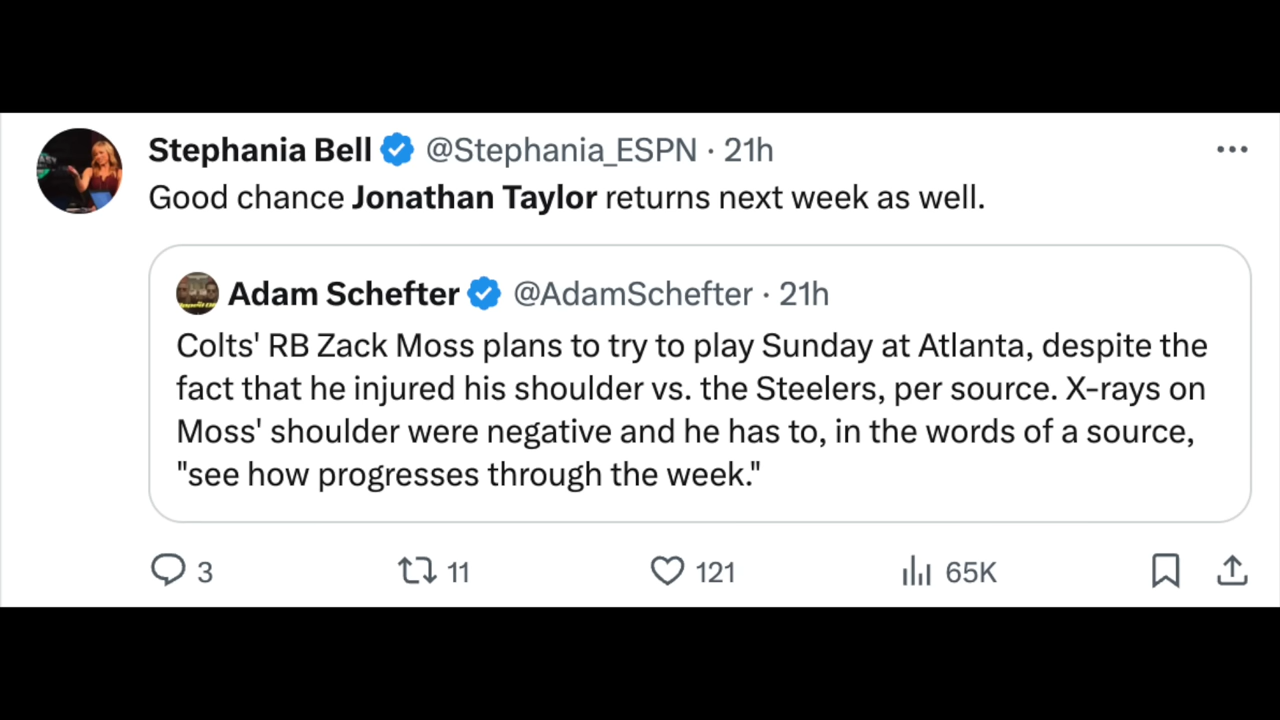 Stephania Bell @Stephania_ESPN · 21h
Good chance Jonathan Taylor returns next week as well.
Adam Schefter @AdamSchefter · 21h
Colts' RB Zack Moss plans to try to play Sunday at Atlanta, despite the
fact that he injured his shoulder vs. the Steelers, per source. X-rays on
Moss' shoulder were negative and he has to, in the words of a source,
"see how progresses through the week."
3 11 121 65K